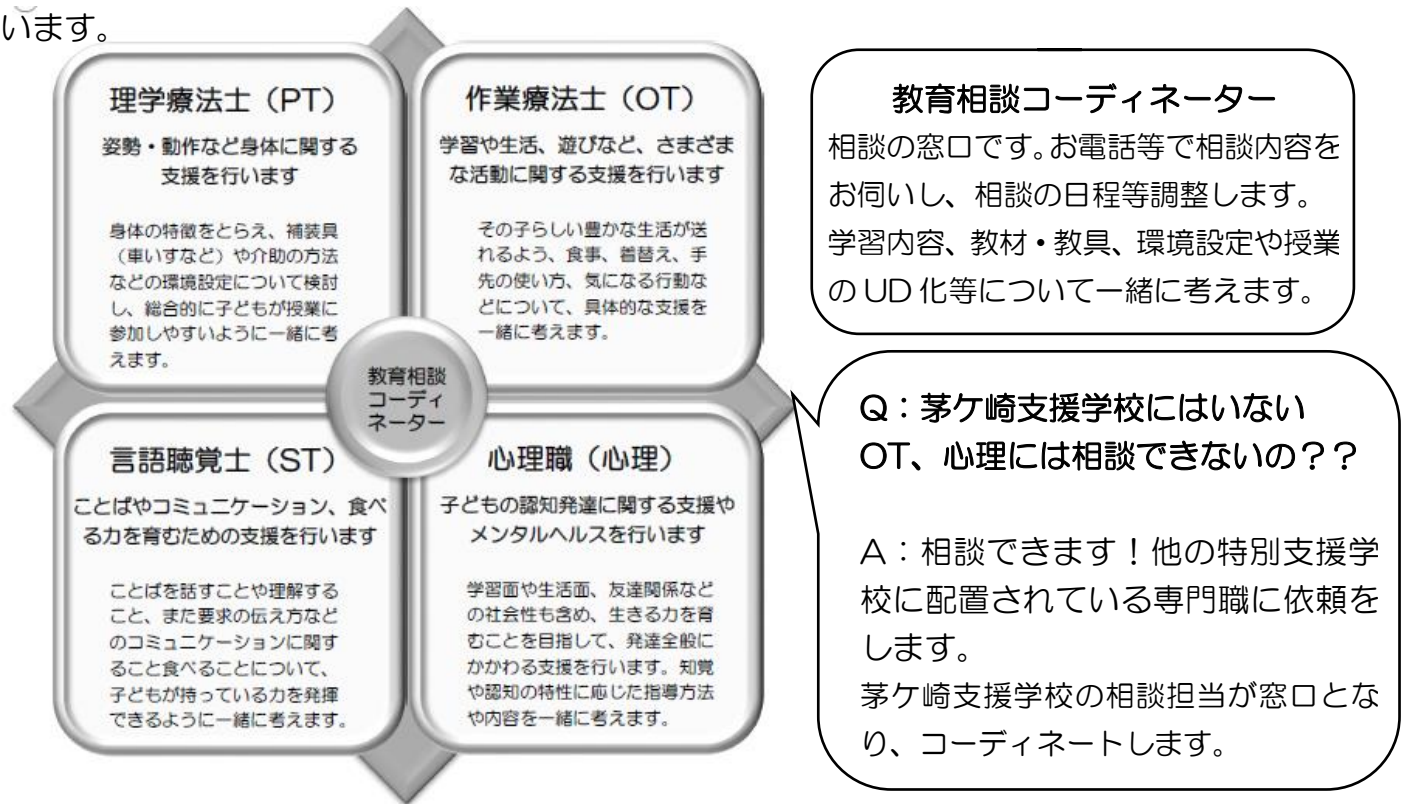 います。
理学療法士（PT）
姿勢・動作など身体に関する
支援を行います
身体の特徴をとらえ、補装具
（車いすなど）や介助の方法
などの環境設定について検討
し、総合的に子どもが授業に
参加しやすいように一緒に考
えます。
作業療法士（OT）
学習や生活、遊びなど、さまざま
な活動に関する支援を行います
その子らしい豊かな生活が送
れるよう、食事、着替え、手
先の使い方、気になる行動な
どについて、具体的な支援を
一緒に考えます。
教育相談
コーディ
ネーター
言語聴覚士（ST）
ことばやコミュニケーション、食べ
る力を育むための支援を行います
ことばを話すことや理解する
こと、また要求の伝え方など
のコミュニケーションに関す
ること食べることについて、
子どもが持っている力を発揮
できるように一緒に考えます。
心理職（心理）
子どもの認知発達に関する支援や
メンタルヘルスを行います
学習面や生活面、友達関係など
の社会性も含め、生きる力を育
むことを目指して、発達全般に
かかわる支援を行います。知覚
や認知の特性に応じた指導方法
や内容を一緒に考えます。
教育相談コーディネーター
相談の窓口です。お電話等で相談内容を
お伺いし、相談の日程等調整します。
学習内容、教材・教具、環境設定や授業
のUD化等について一緒に考えます。
Q：茅ケ崎支援学校にはいない
OT、心理には相談できないの？？
A：相談できます！他の特別支援学
校に配置されている専門職に依頼を
します。
茅ケ崎支援学校の相談担当が窓口とな
り、コーディネートします。